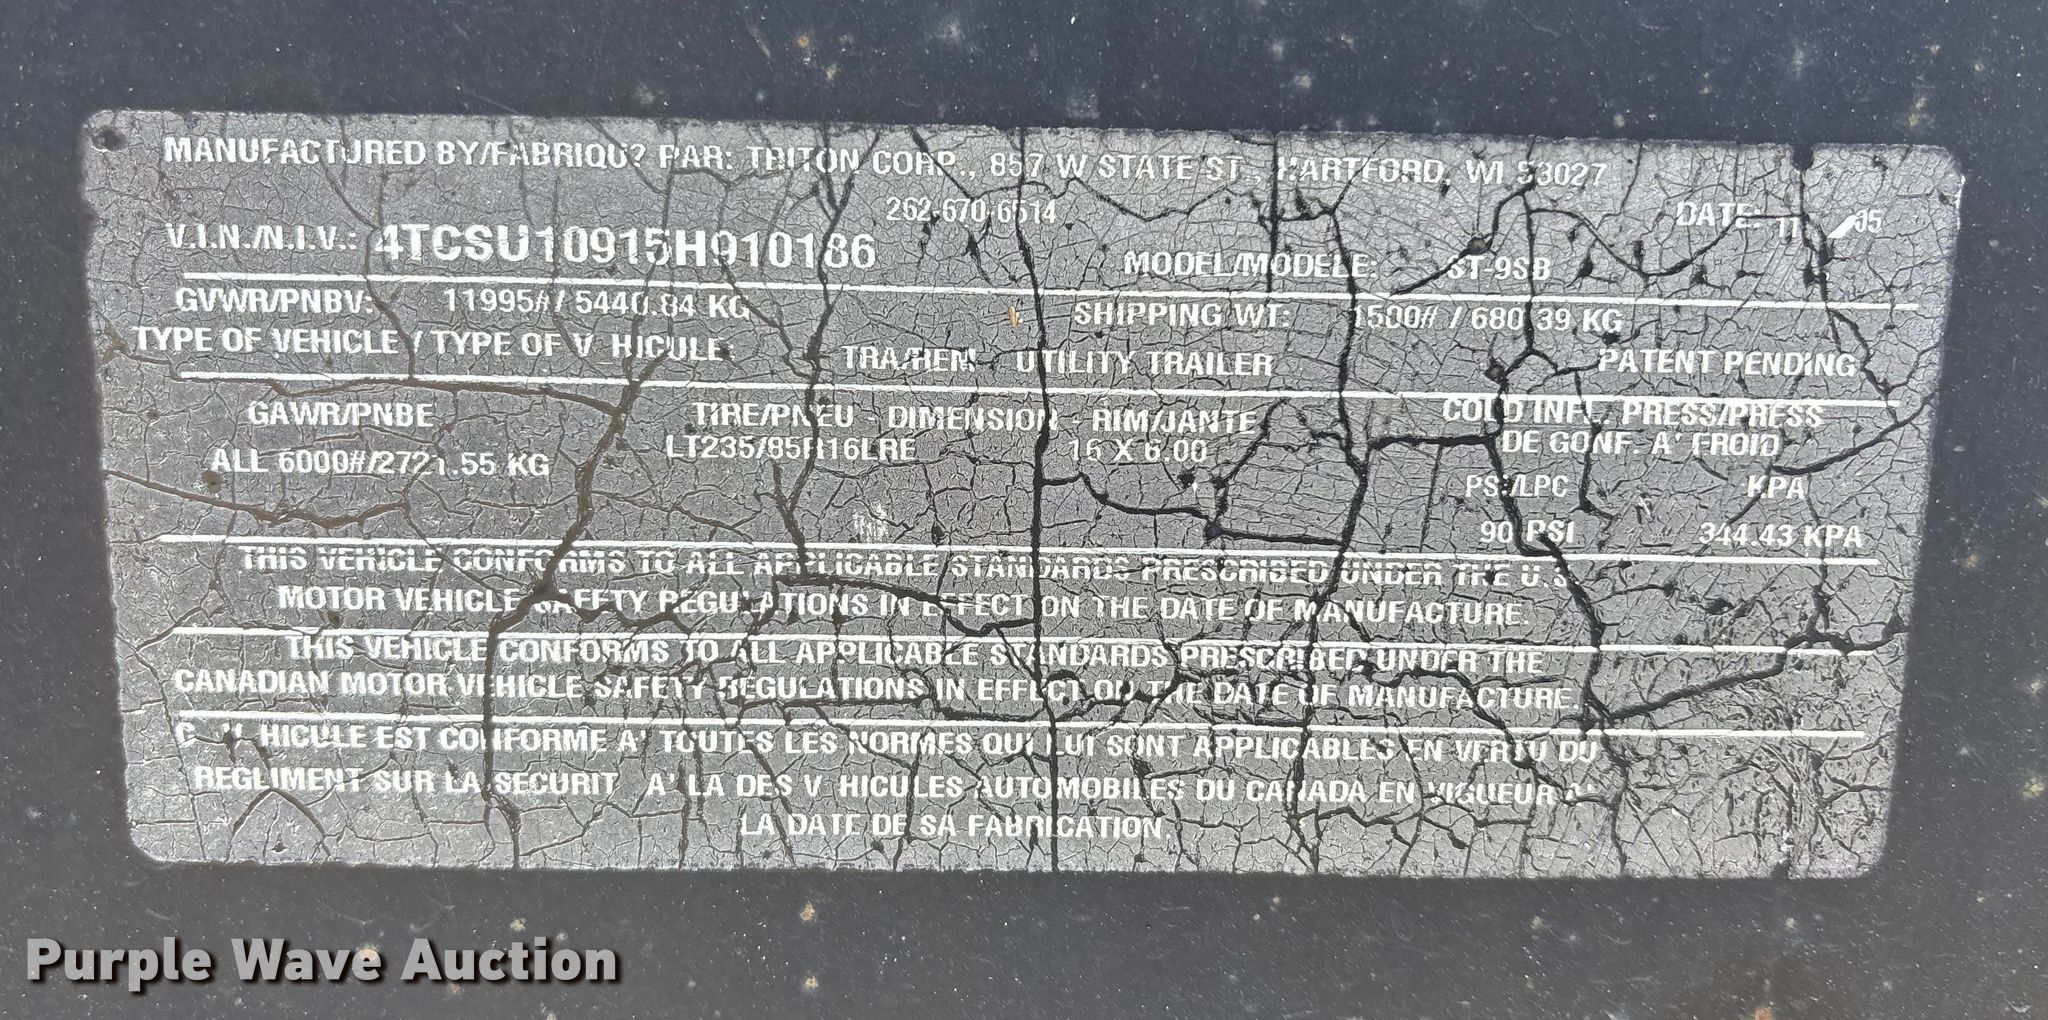 MANUFACTURED BY/FABRIQU? PAR: TRITON CORP., 857 W STATE ST., HARTFORD, WI 53027
262-670-6514
DATE: 11 05
V.I.N./N.I.V.: 4TCSU10915H910186
MODEL/MODELE: ST-9SB
GVWR/PNBV: 11995# / 5440.84 KG SHIPPING WT: 1500# / 680.39 KG
TYPE OF VEHICLE / TYPE OF V HICULE: TRA/REM - UTILITY TRAILER PATENT PENDING
GAWR/PNBE TIRE/PNEU - DIMENSION - RIM/JANTE COLD INFL. PRESS/PRESS
DE GONF. A' FROID
ALL 6000#/2721.55 KG LT235/85R16LRE 16 X 6.00
PSI/LPC KPA
90 PSI 344.43 KPA
THIS VEHICLE CONFORMS TO ALL APPLICABLE STANDARDS PRESCRIBED UNDER THE U.S.
MOTOR VEHICLE SAFETY REGULATIONS IN EFFECT ON THE DATE OF MANUFACTURE.
THIS VEHICLE CONFORMS TO ALL APPLICABLE STANDARDS PRESCRIBED UNDER THE
CANADIAN MOTOR VEHICLE SAFETY REGULATIONS IN EFFECT ON THE DATE OF MANUFACTURE.
HICULE EST CONFORME A' TOUTES LES NORMES QUI LUI SONT APPLICABLES EN VERTU DU
REGLIMENT SUR LA SECURIT A' LA DES V HICULES AUTOMOBILES DU CANADA EN VIGUEUR A'
LA DATE DE SA FABRICATION.
Purple Wave Auction